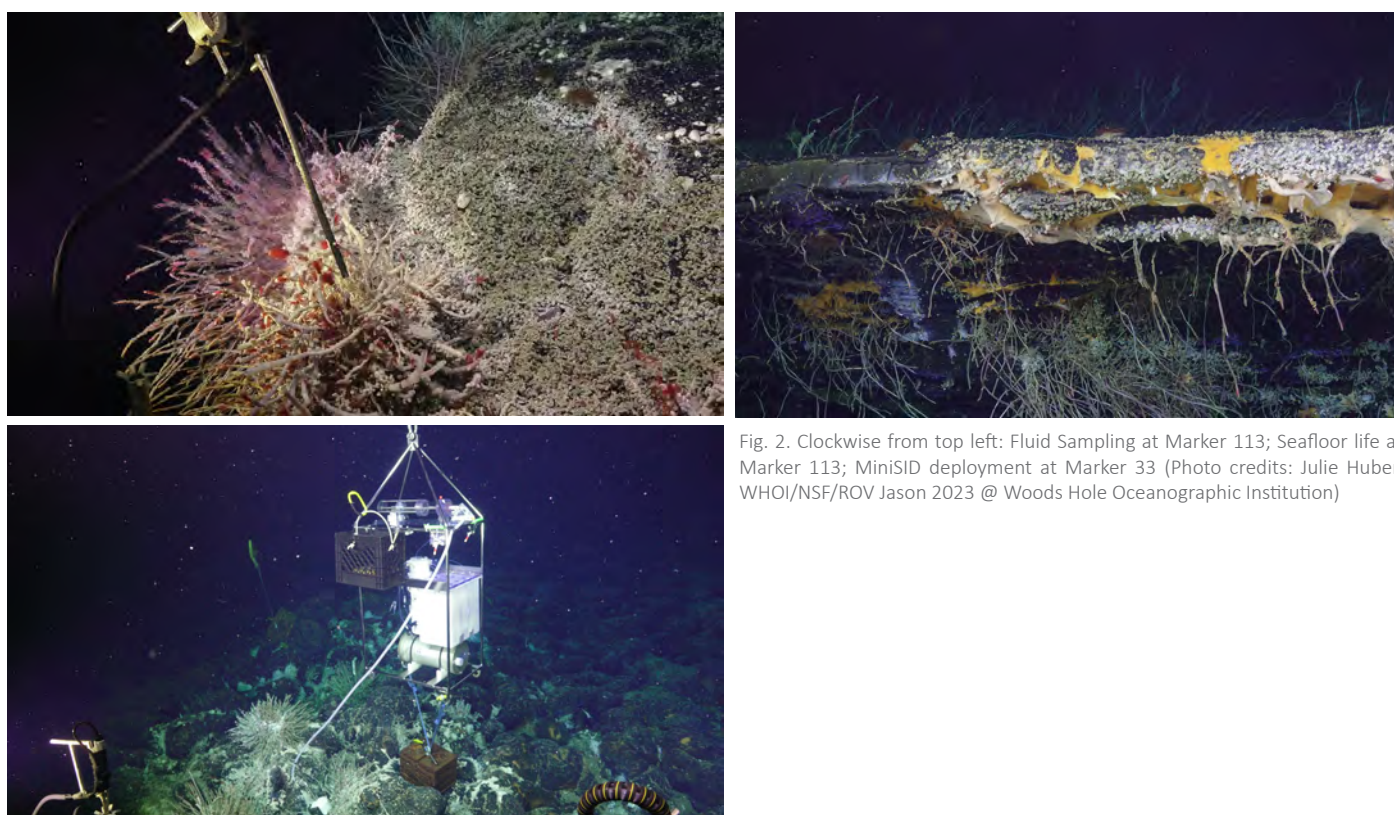 Fig. 2. Clockwise from top left: Fluid Sampling at Marker 113; Seafloor life a
Marker 113; MiniSID deployment at Marker 33 (Photo credits: Julie Hube
WHOI/NSF/ROV Jason 2023 @ Woods Hole Oceanographic Institution)